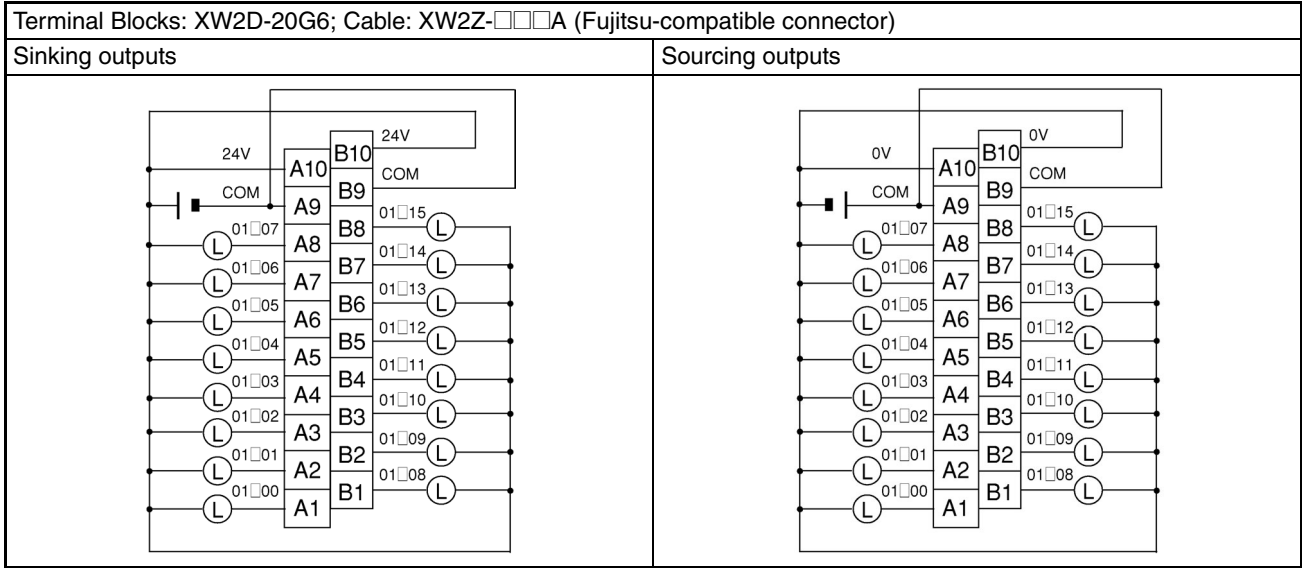 Terminal Blocks: XW2D-20G6; Cable: XW2Z-□□□A (Fujitsu-compatible connector)
Sinking outputs
24V
COM
01□07
01□06
01□05
01□04
01□03
01□02
01□01
01□00
L
L
L
L
L
L
L
L
A10
A9
A8
A7
A6
A5
A4
A3
A2
A1
B10
B9
B8
B7
B6
B5
B4
B3
B2
B1
24V
COM
01□15
01□14
01□13
01□12
01□11
01□10
01□09
01□08
L
L
L
L
L
L
L
L
Sourcing outputs
0V
COM
01□07
01□06
01□05
01□04
01□03
01□02
01□01
01□00
L
L
L
L
L
L
L
L
A10
A9
A8
A7
A6
A5
A4
A3
A2
A1
B10
B9
B8
B7
B6
B5
B4
B3
B2
B1
0V
COM
01□15
01□14
01□13
01□12
01□11
01□10
01□09
01□08
L
L
L
L
L
L
L
L